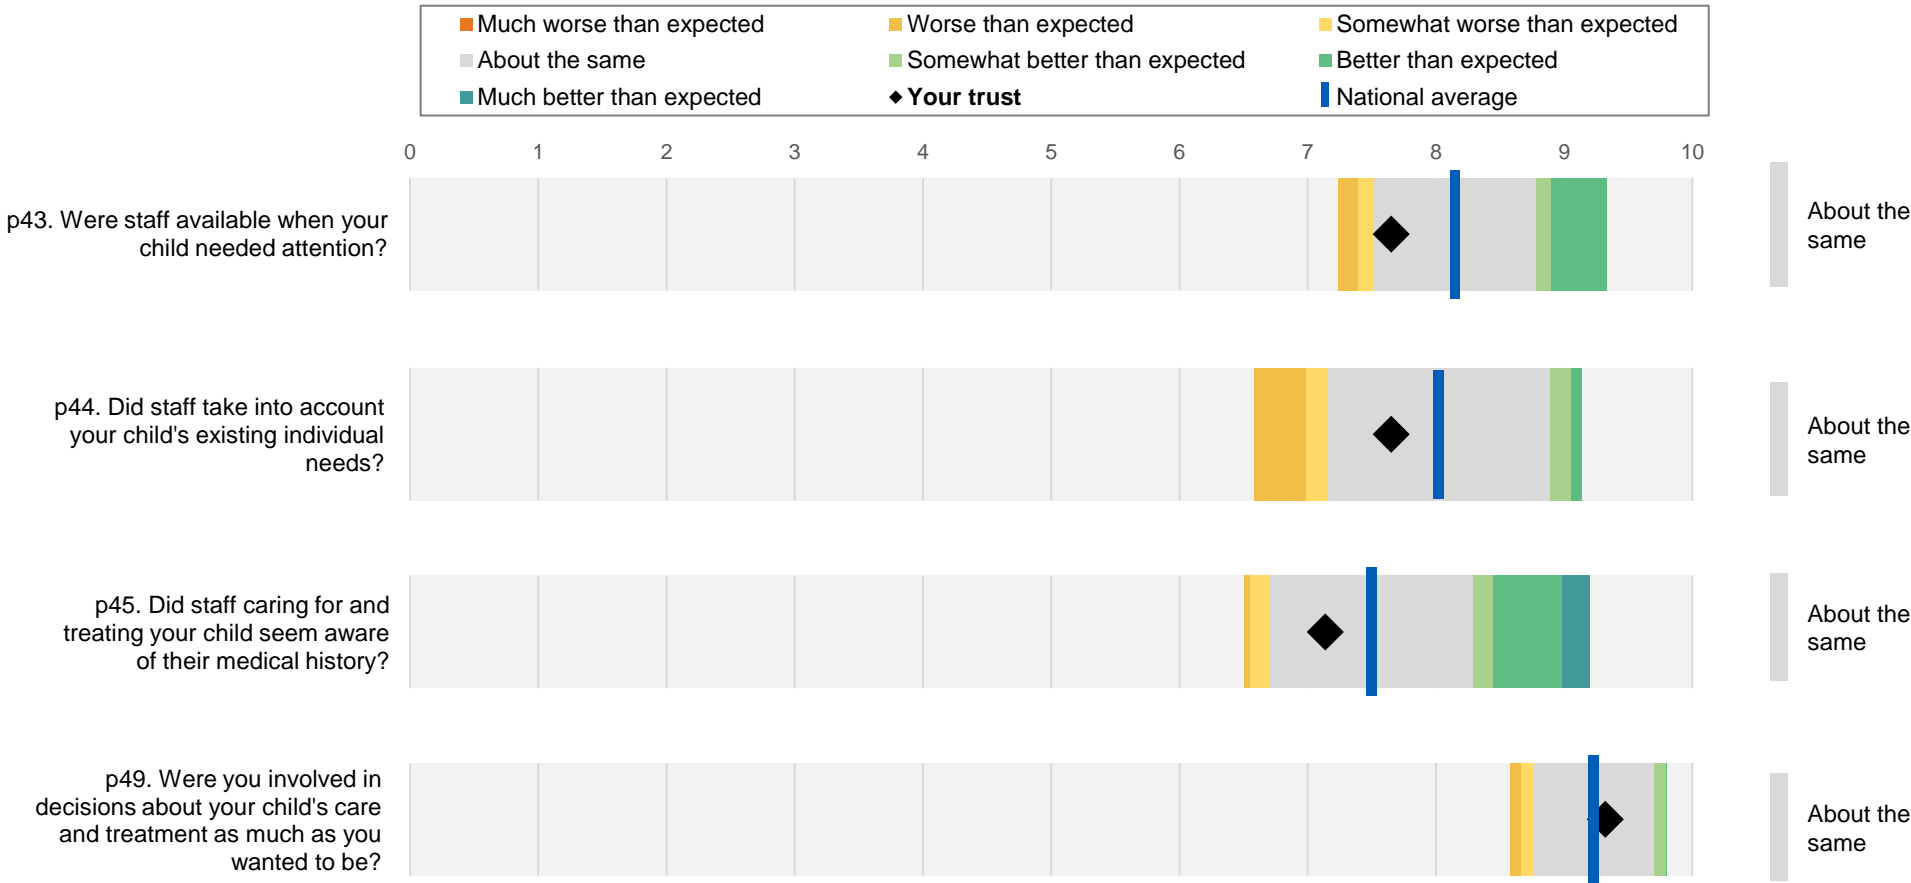 Much worse than expected
Worse than expected
Somewhat worse than expected
About the same
Somewhat better than expected
Better than expected
Much better than expected
Your trust
National average
0 1 2 3 4 5 6 7 8 9 10
p43. Were staff available when your
child needed attention?
About the
same
p44. Did staff take into account
your child's existing individual
needs?
About the
same
p45. Did staff caring for and
treating your child seem aware
of their medical history?
About the
same
p49. Were you involved in
decisions about your child's care
and treatment as much as you
wanted to be?
About the
same